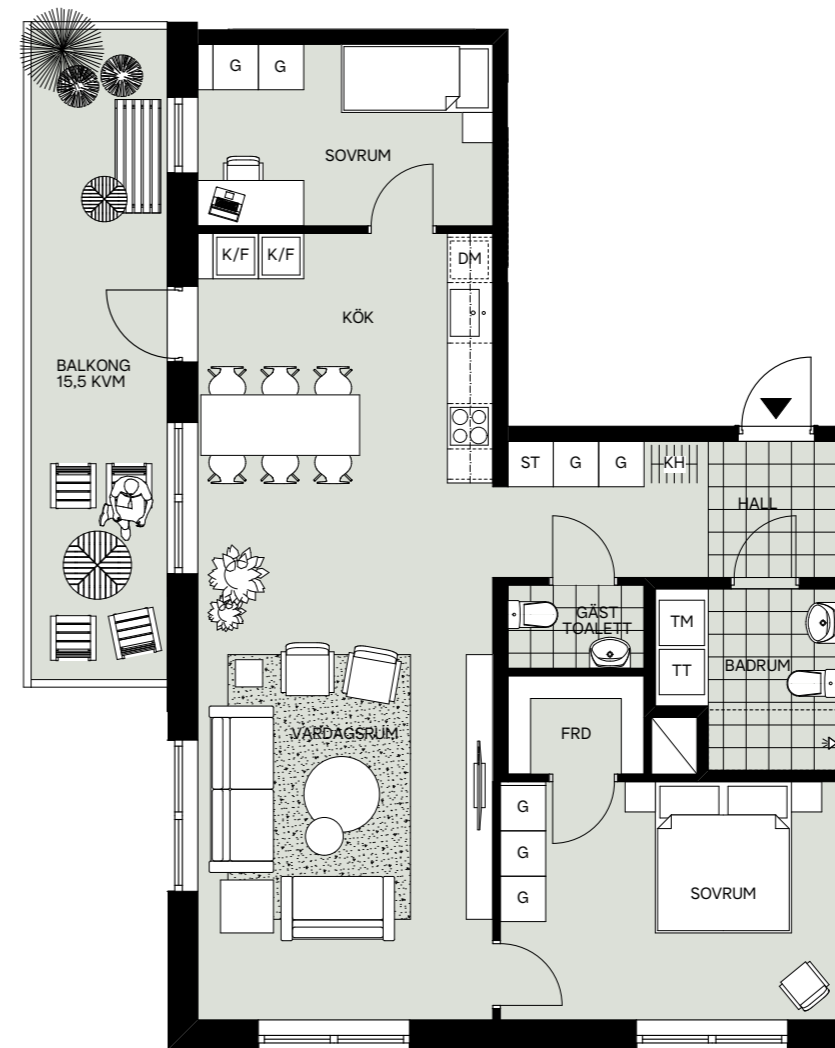 G G
SOVRUM
K/F K/F
DM
KÖK
BALKONG
15,5 KVM
ST G G KH
HALL
GÄST
TOALETT
TM
TT
BADRUM
VARDAGSRUM
FRD
G
G
G
SOVRUM